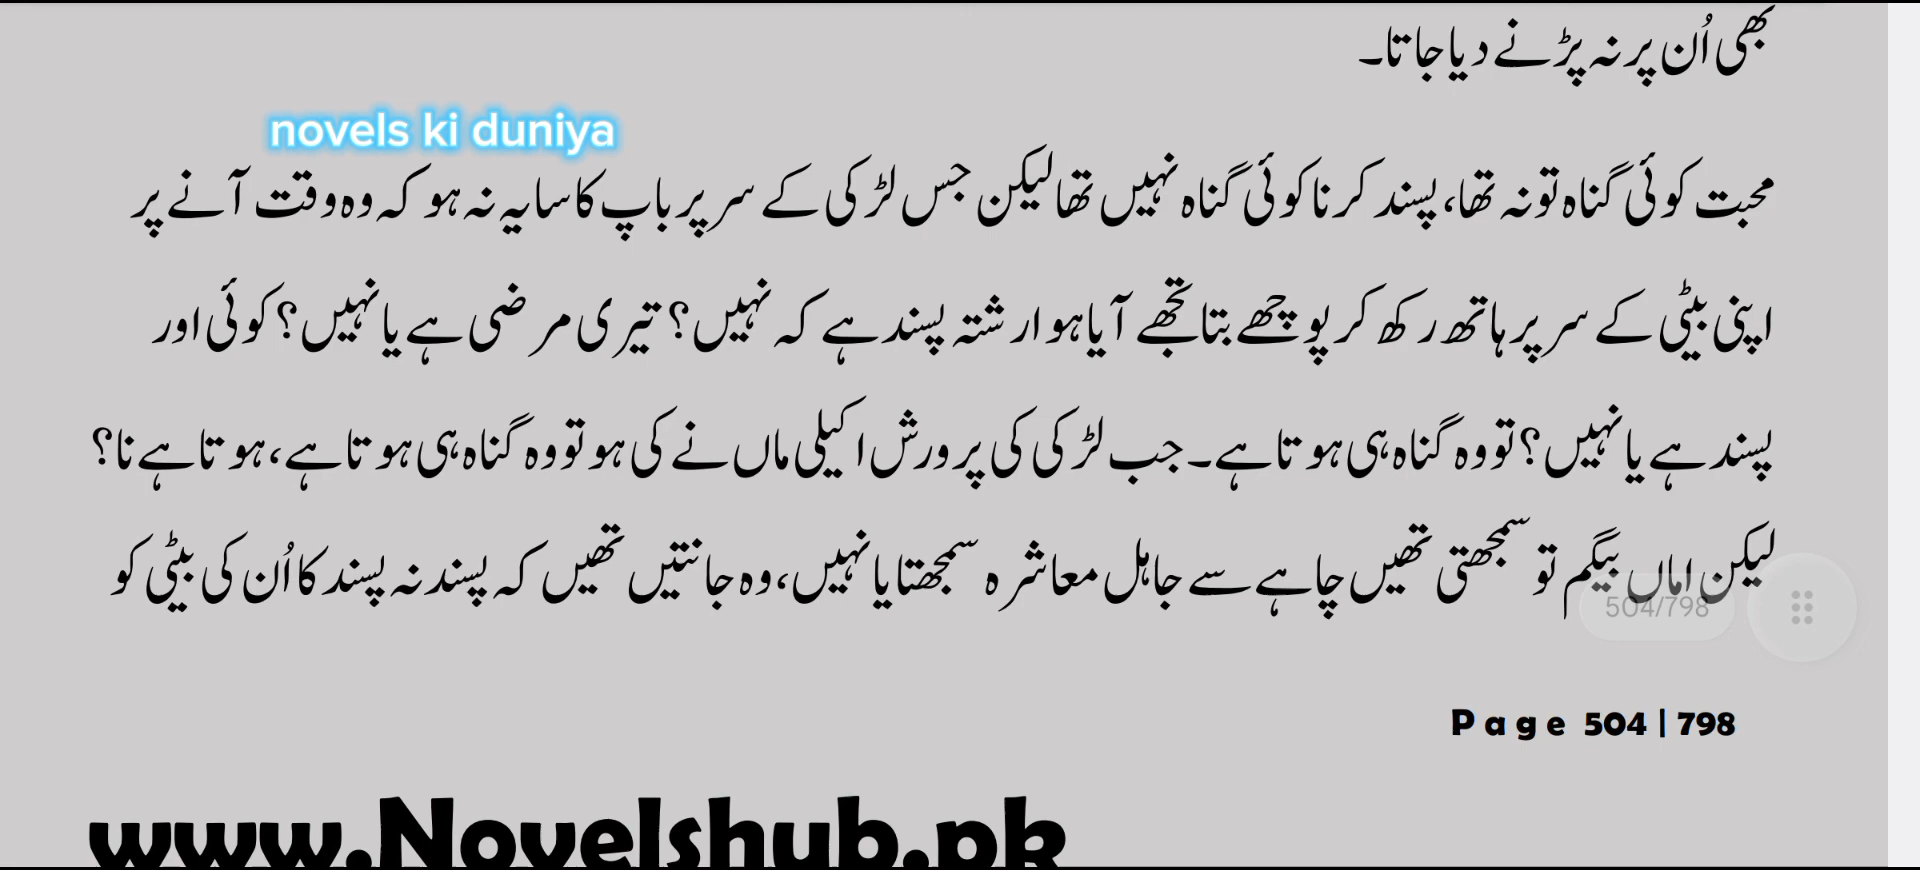 بھی اُن پر نہ پڑنے دیا جاتا۔
novels ki duniya
محبت کوئی گناہ تو نہ تھا، پسند کرنا کوئی گناہ نہیں تھا لیکن جس لڑکی کے سر پر باپ کا سایہ نہ ہو کہ وہ وقت آنے پر
اپنی بیٹی کے سر پر ہاتھ رکھ کر پوچھے بتا تجھے آیا ہوا رشتہ پسند ہے کہ نہیں؟ تیری مرضی ہے یا نہیں؟ کوئی اور
پسند ہے یا نہیں؟ تو وہ گناہ ہی ہوتا ہے۔ جب لڑکی کی پرورش اکیلی ماں نے کی ہو تو وہ گناہ ہی ہوتا ہے، ہوتا ہے نا؟
لیکن اماں بیگم تو سمجھتی تھیں چاہے سے جاہل معاشرہ سمجھتا یا نہیں، وہ جانتیں تھیں کہ پسند نہ پسند کا اُن کی بیٹی کو
504/798
Page 504 | 798
www.Novelshub.pk